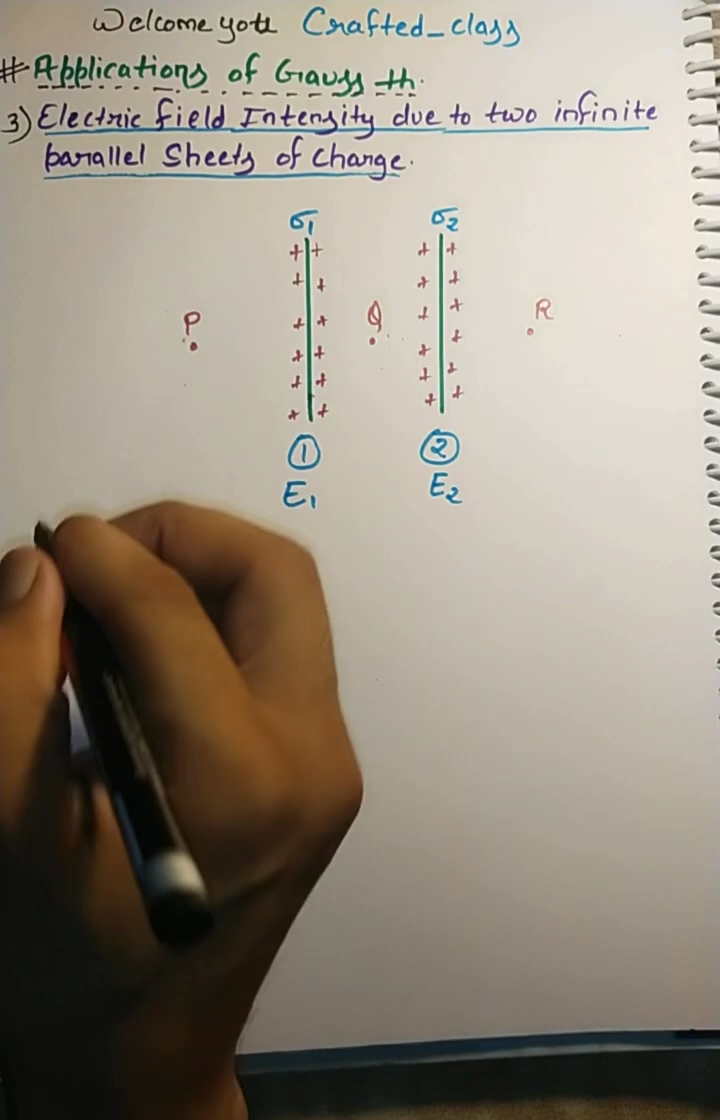 Welcome you Crafted_class
# Applications of Gauss th.
3) Electric field Intensity due to two infinite
parallel Sheets of Charge.
σ1 σ2
+ + + +
+ + + +
P + + Q + + R
+ + + +
+ + + +
+ + + +
1 2
E1 E2